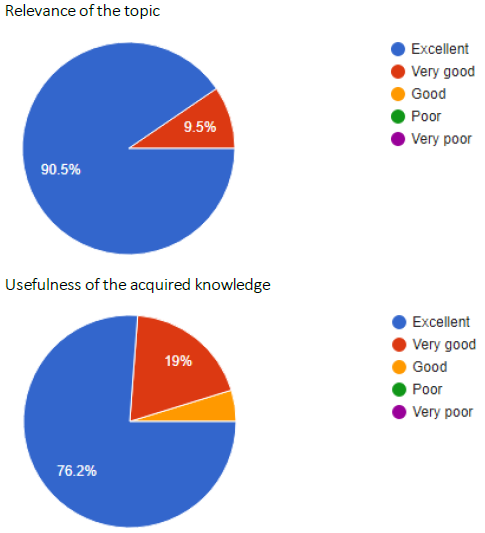 Relevance of the topic
Excellent
Very good
Good
Poor
Very poor
9.5%
90.5%
Usefulness of the acquired knowledge
Excellent
Very good
Good
Poor
Very poor
19%
76.2%